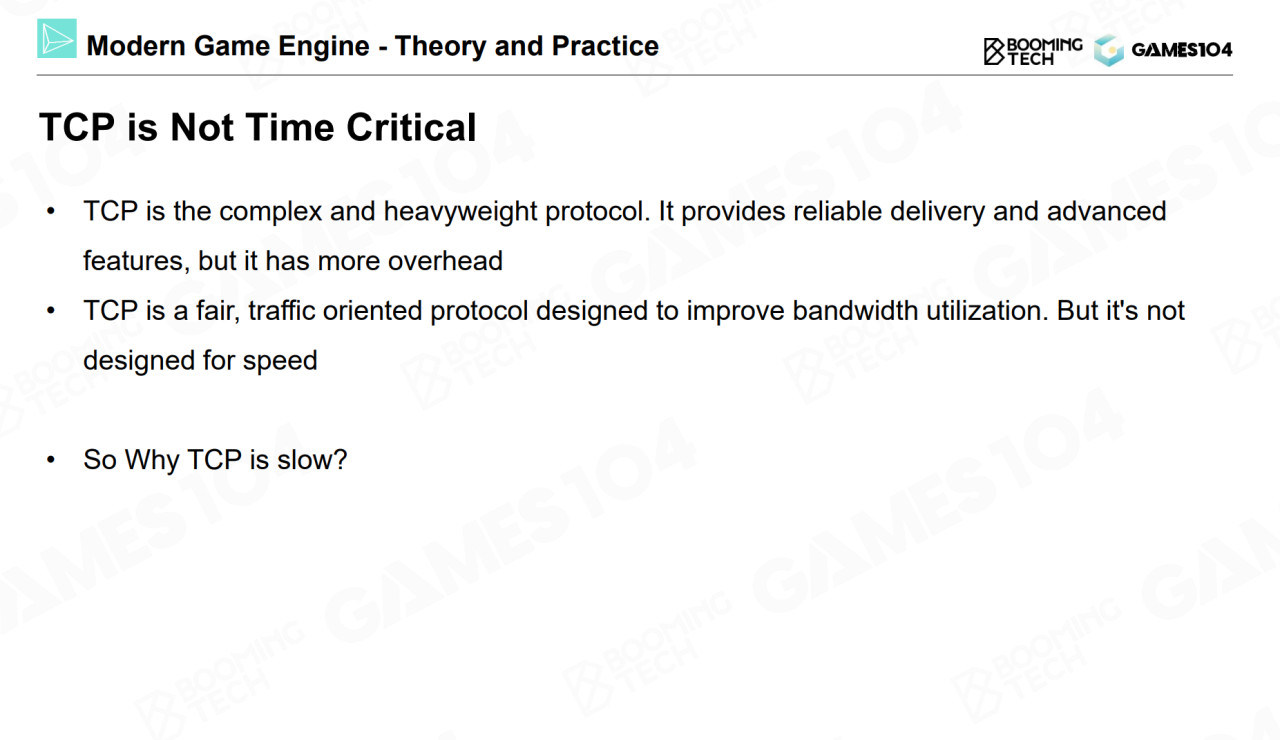 Modern Game Engine - Theory and Practice
BOOMING
TECH
GAMES104
TCP is Not Time Critical
• TCP is the complex and heavyweight protocol. It provides reliable delivery and advanced
features, but it has more overhead
• TCP is a fair, traffic oriented protocol designed to improve bandwidth utilization. But it's not
designed for speed
• So Why TCP is slow?